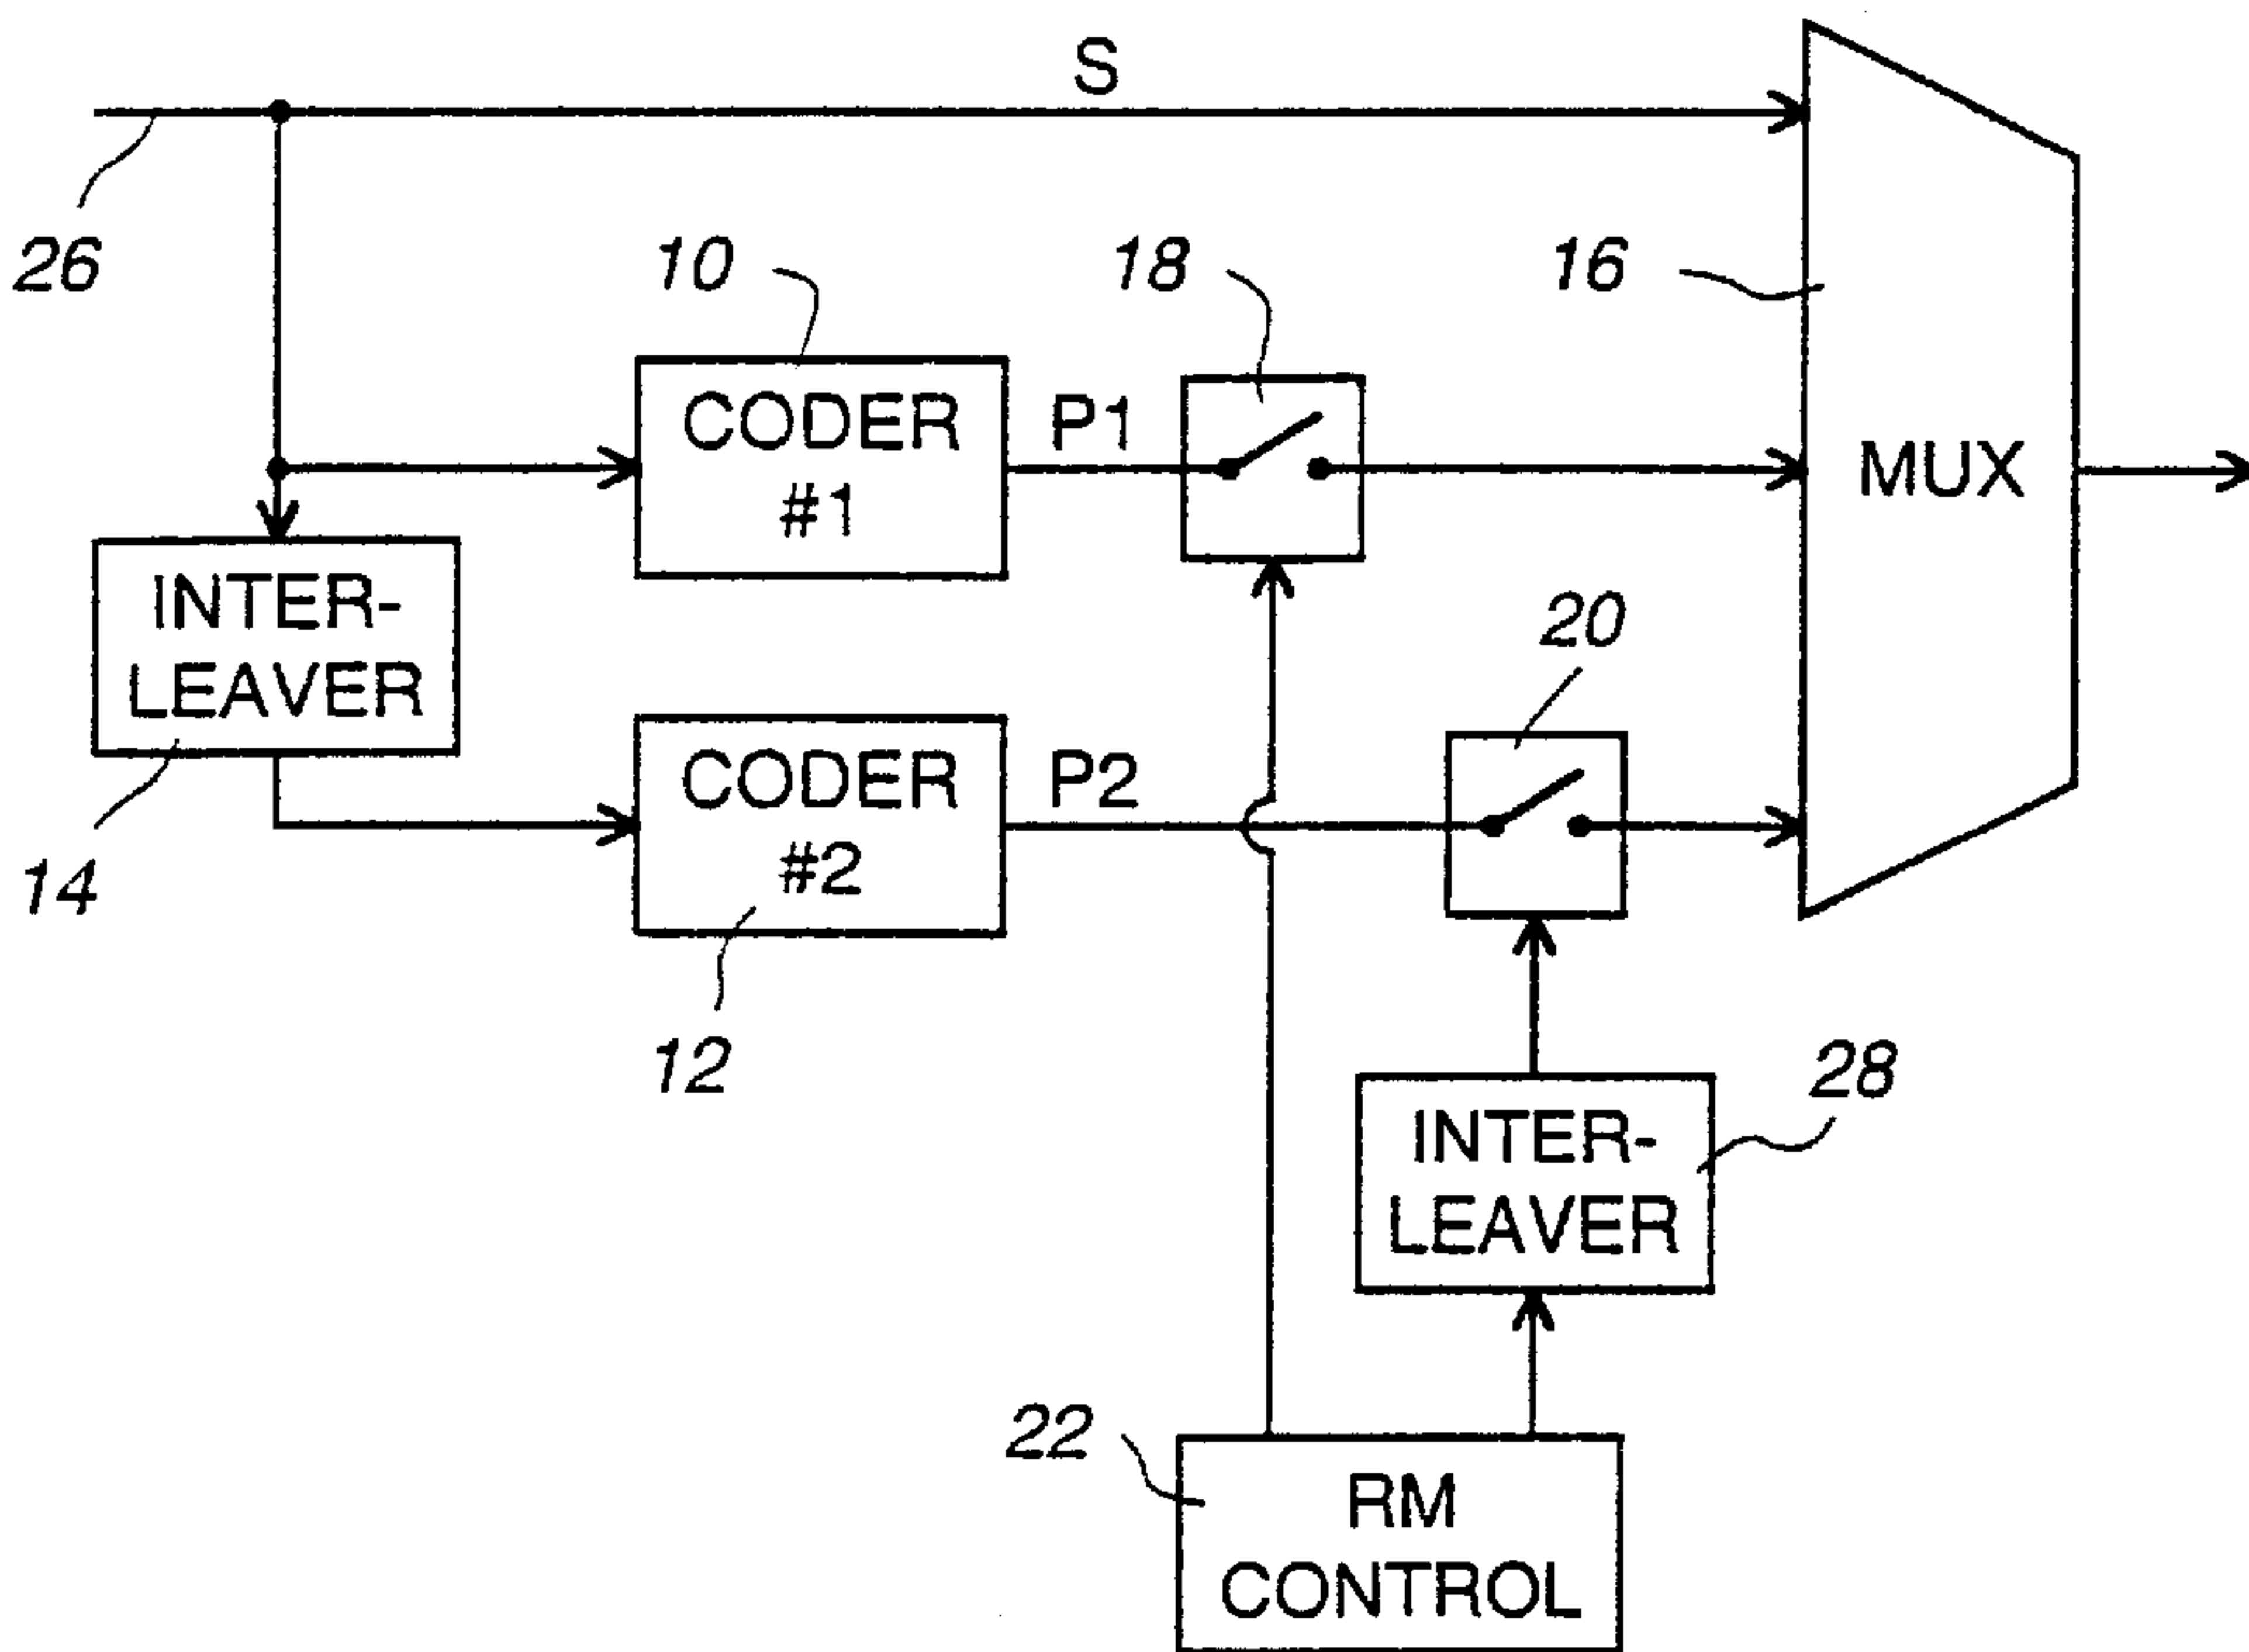 S
26
10
18
16
CODER
#1
P1
MUX
INTER-
LEAVER
20
CODER
#2
P2
14
12
28
INTER-
LEAVER
22
RM
CONTROL